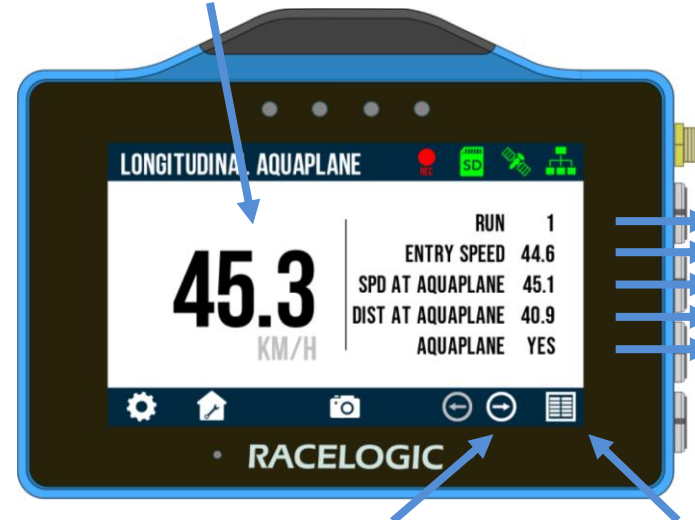 LONGITUDINAL AQUAPLANE
REC
SD
RUN 1
ENTRY SPEED 44.6
45.3
SPD AT AQUAPLANE 45.1
DIST AT AQUAPLANE 40.9
KM/H
AQUAPLANE YES
RACELOGIC